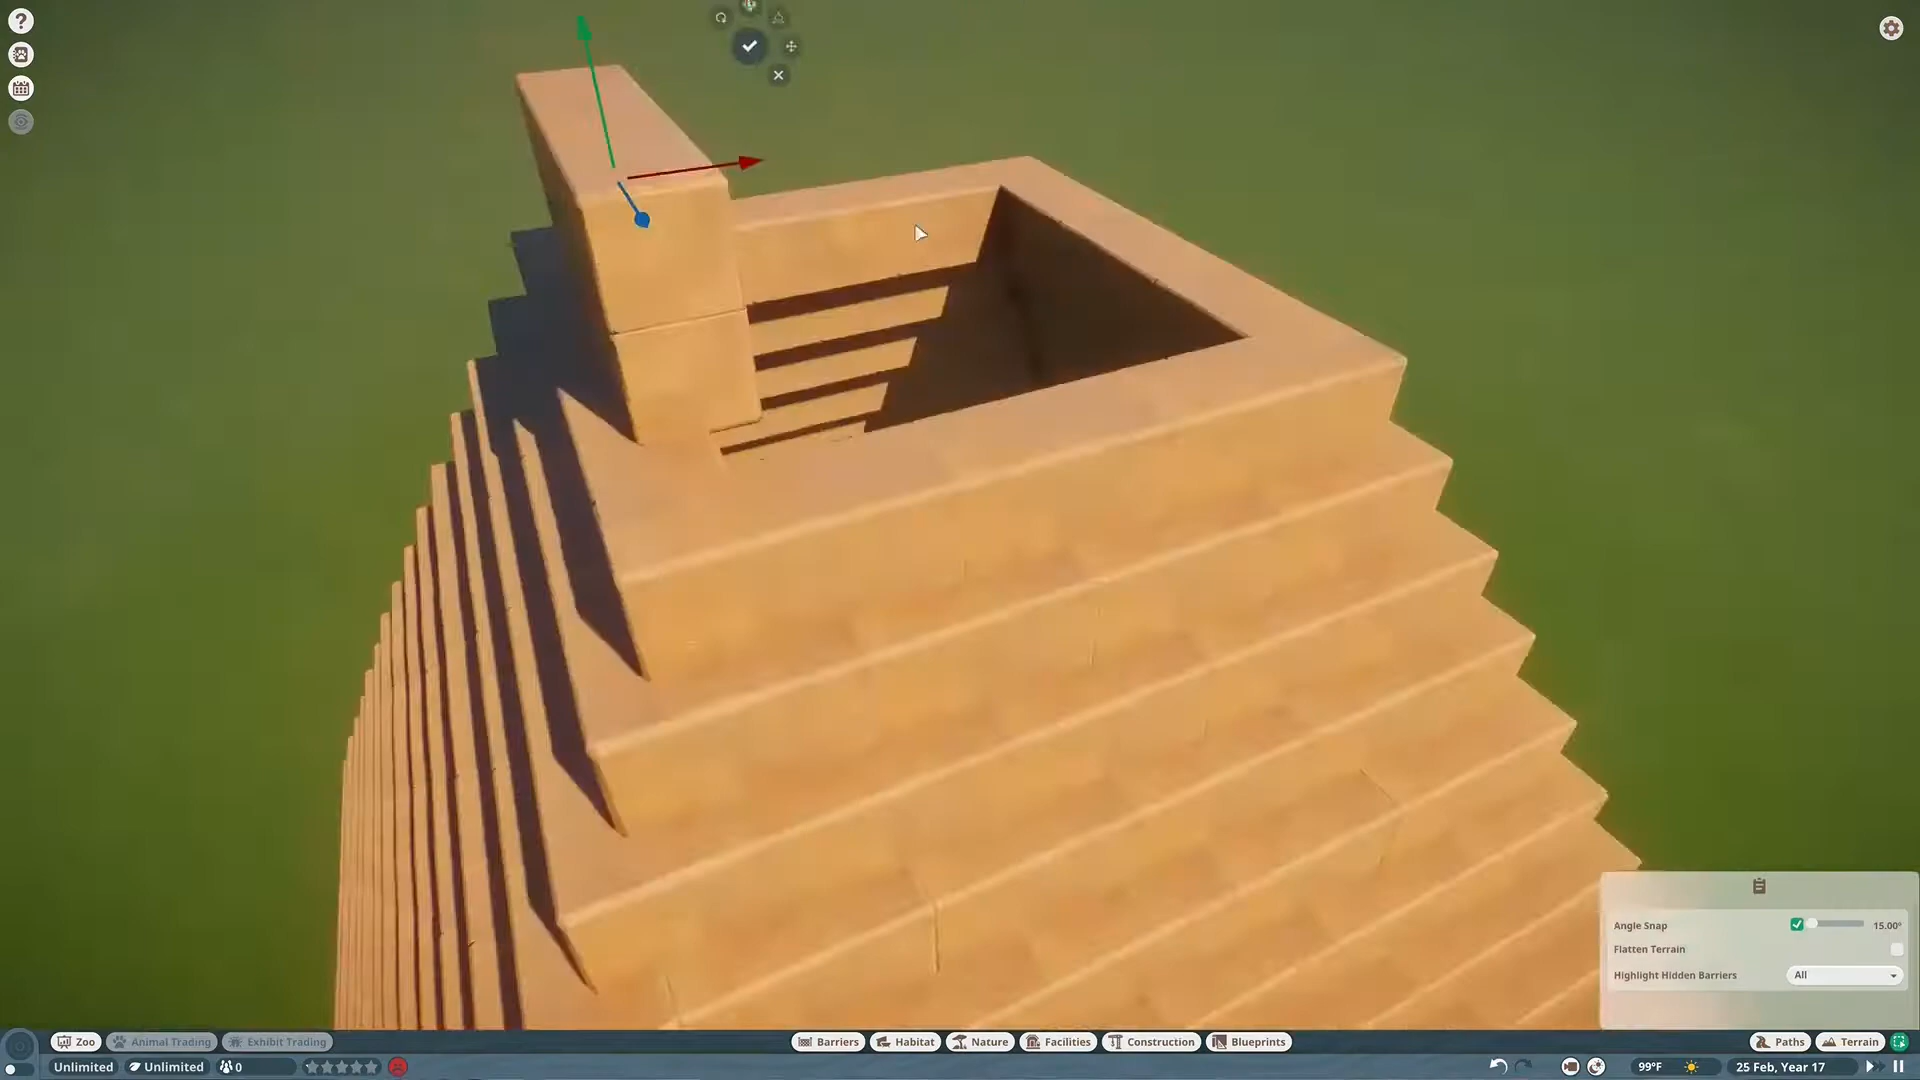 Angle Snap 15.00°
Flatten Terrain
Highlight Hidden Barriers All
Zoo Animal Trading Exhibit Trading Barriers Habitat Nature Facilities Construction Blueprints Paths Terrain
Unlimited Unlimited 0 99°F 25 Feb, Year 17